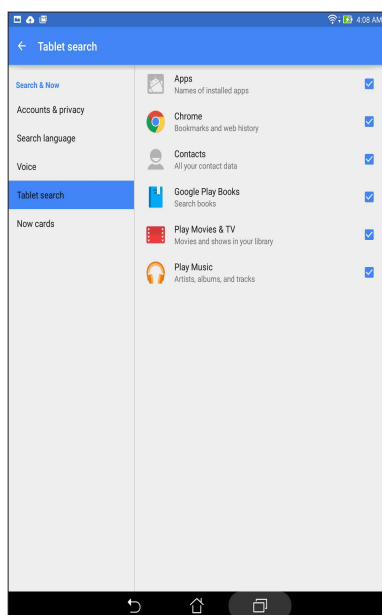 4:08 AM
Tablet search
Search & Now
Accounts & privacy
Search language
Voice
Tablet search
Now cards
Apps
Names of installed apps
Chrome
Bookmarks and web history
Contacts
All your contact data
Google Play Books
Search books
Play Movies & TV
Movies and shows in your library
Play Music
Artists, albums, and tracks